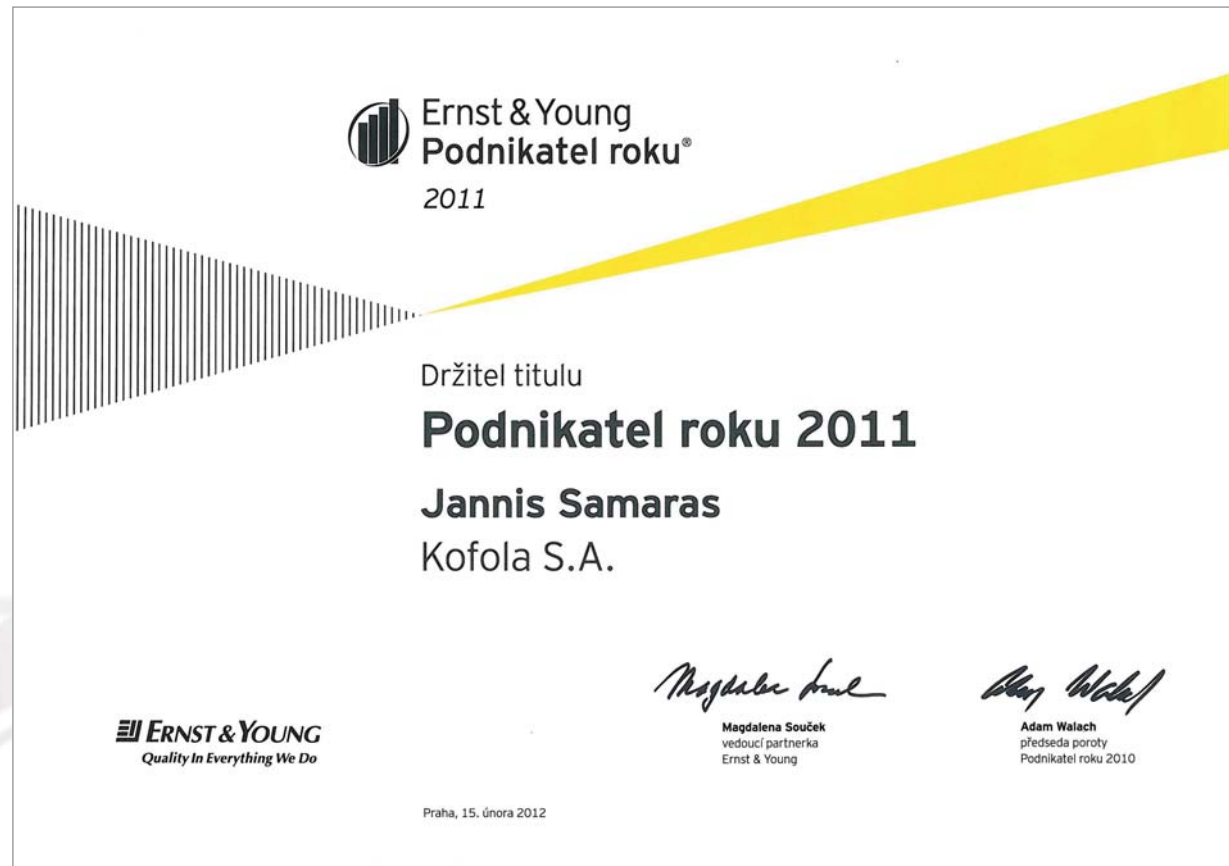 Ernst & Young
Podnikatel roku®
2011
Držitel titulu
Podnikatel roku 2011
Jannis Samaras
Kofola S.A.
Magdalena Souček
vedoucí partnerka
Ernst & Young
Adam Walach
předseda poroty
Podnikatel roku 2010
ERNST & YOUNG
Quality In Everything We Do
Praha, 15. února 2012